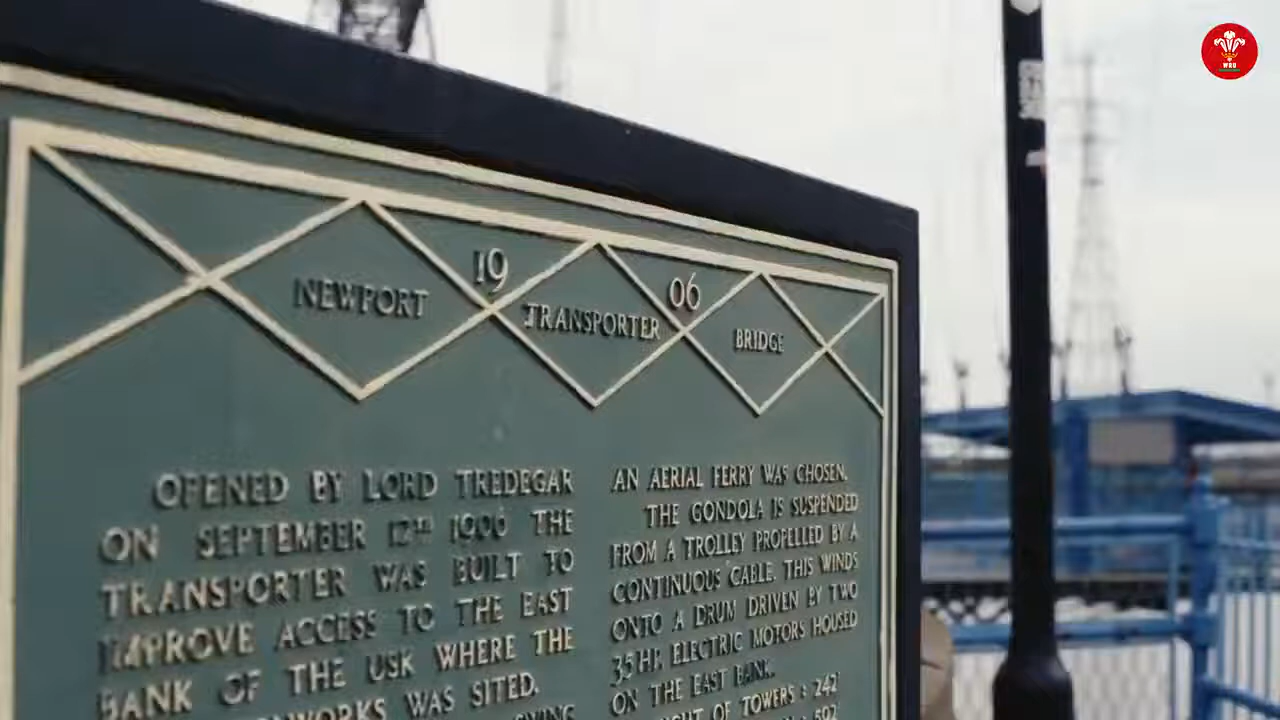 WRU
NEWPORT 19 TRANSPORTER 06 BRIDGE
OPENED BY LORD TREDEGAR
ON SEPTEMBER 12TH 1906 THE
TRANSPORTER WAS BUILT TO
IMPROVE ACCESS TO THE EAST
BANK OF THE USK WHERE THE
WAS SITED.
AN AERIAL FERRY WAS CHOSEN.
THE GONDOLA IS SUSPENDED
FROM A TROLLEY PROPELLED BY A
CONTINUOUS CABLE. THIS WINDS
ONTO A DRUM DRIVEN BY TWO
35 H.P. ELECTRIC MOTORS HOUSED
ON THE EAST BANK.
OF TOWERS : 242'